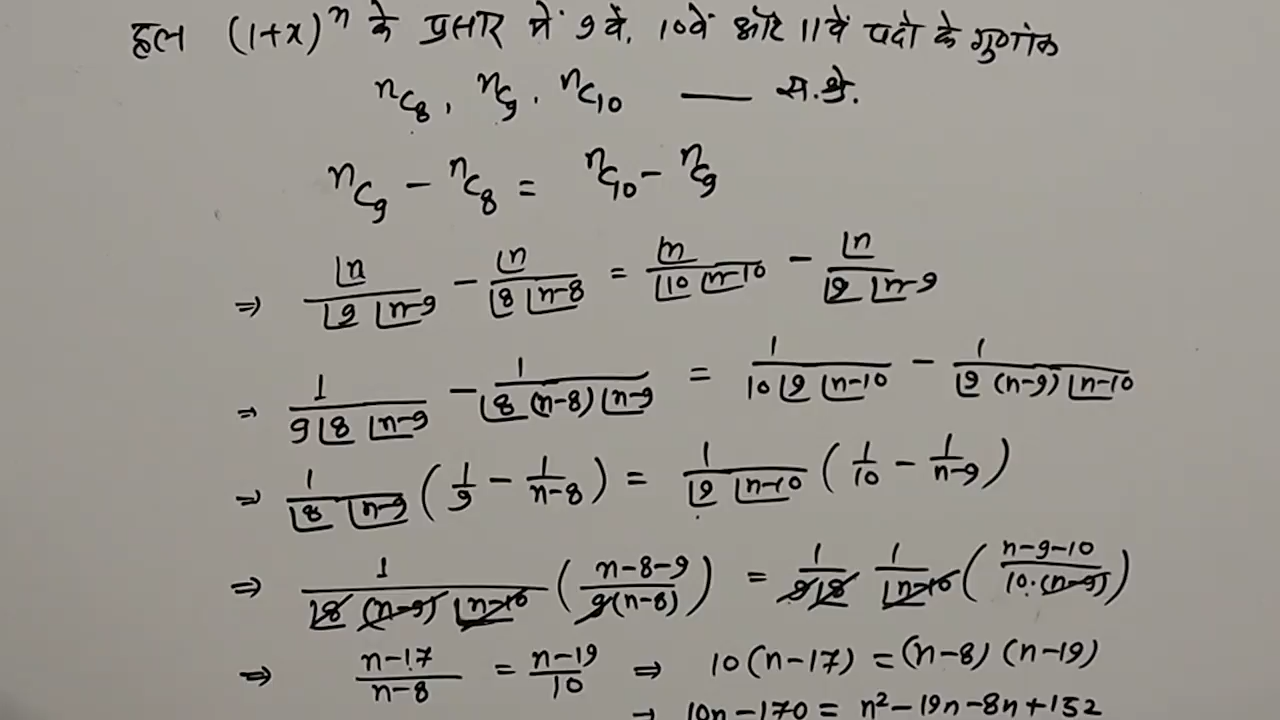 हल (1+x)^n के प्रसार में 9 वें, 10वें और 11 वें पदों के गुणांक
ⁿC₈, ⁿC₉, ⁿC₁₀ — स.श्रे.
ⁿC₉ − ⁿC₈ = ⁿC₁₀ − ⁿC₉
⇒ |n / (|9 |n-9) − |n / (|8 |n-8) = |n / (|10 |n-10) − |n / (|9 |n-9)
⇒ 1 / (9|8 |n-9) − 1 / (|8 (n-8) |n-9) = 1 / (10|9 |n-10) − 1 / (|9 (n-9) |n-10)
⇒ 1 / (|8 |n-9) (1/9 − 1/(n-8)) = 1 / (|9 |n-10) (1/10 − 1/(n-9))
⇒ 1 / (|8 (n-9) |n-10) ((n-8-9) / (9(n-8))) = 1 / (9|8) 1 / |n-10 ((n-9-10) / (10.(n-9)))
⇒ (n-17)/(n-8) = (n-19)/10 ⇒ 10(n-17) = (n-8) (n-19)
→ 10n-170 = n²-19n-8n+152